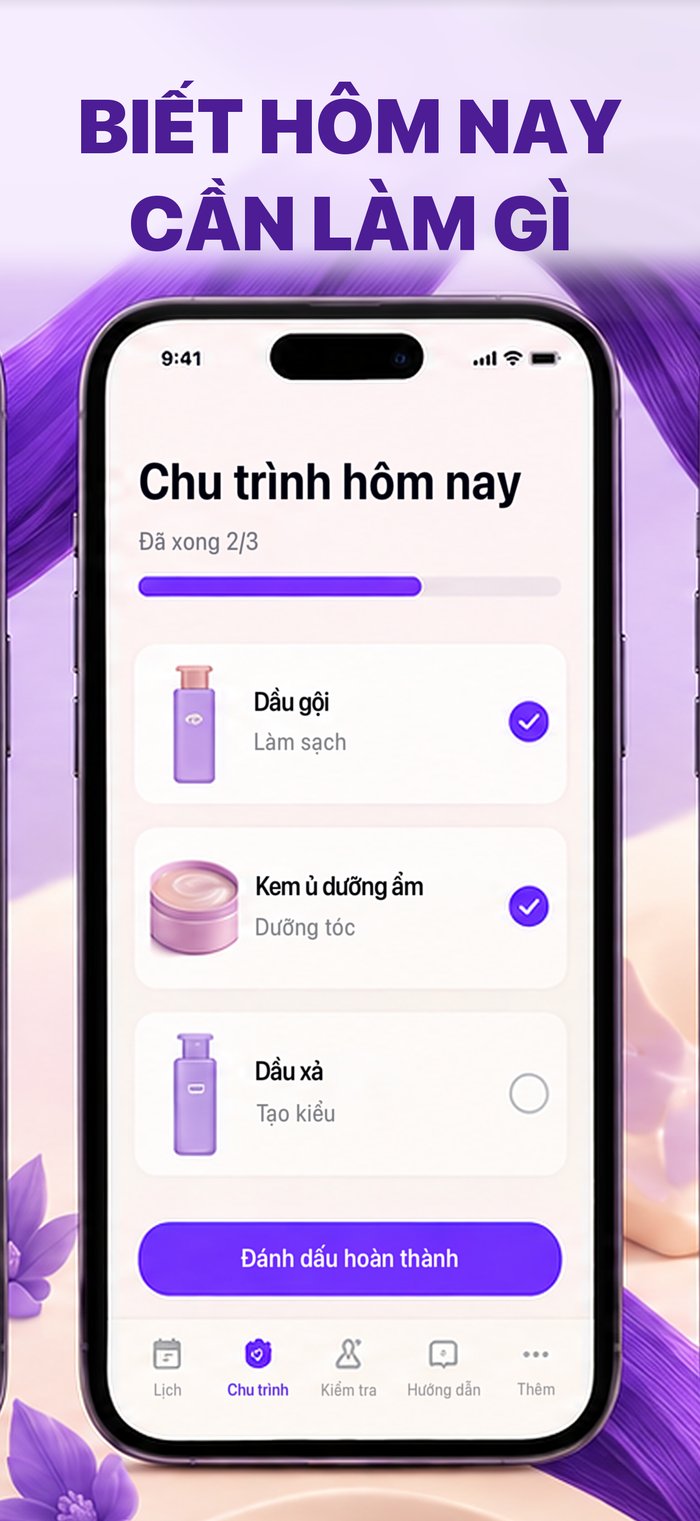 BIẾT HÔM NAY
CẦN LÀM GÌ
9:41
Chu trình hôm nay
Đã xong 2/3
Dầu gội
Làm sạch
Kem ủ dưỡng ẩm
Dưỡng tóc
Dầu xả
Tạo kiểu
Đánh dấu hoàn thành
Lịch
Chu trình
Kiểm tra
Hướng dẫn
Thêm